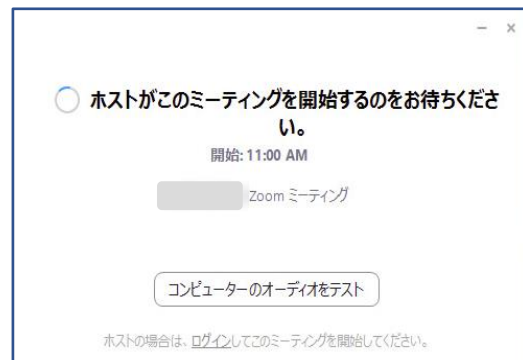 ホストがこのミーティングを開始するのをお待ちくださ
い。
開始: 11:00 AM
Zoom ミーティング
コンピューターのオーディオをテスト
ホストの場合は、ログインしてこのミーティングを開始してください。